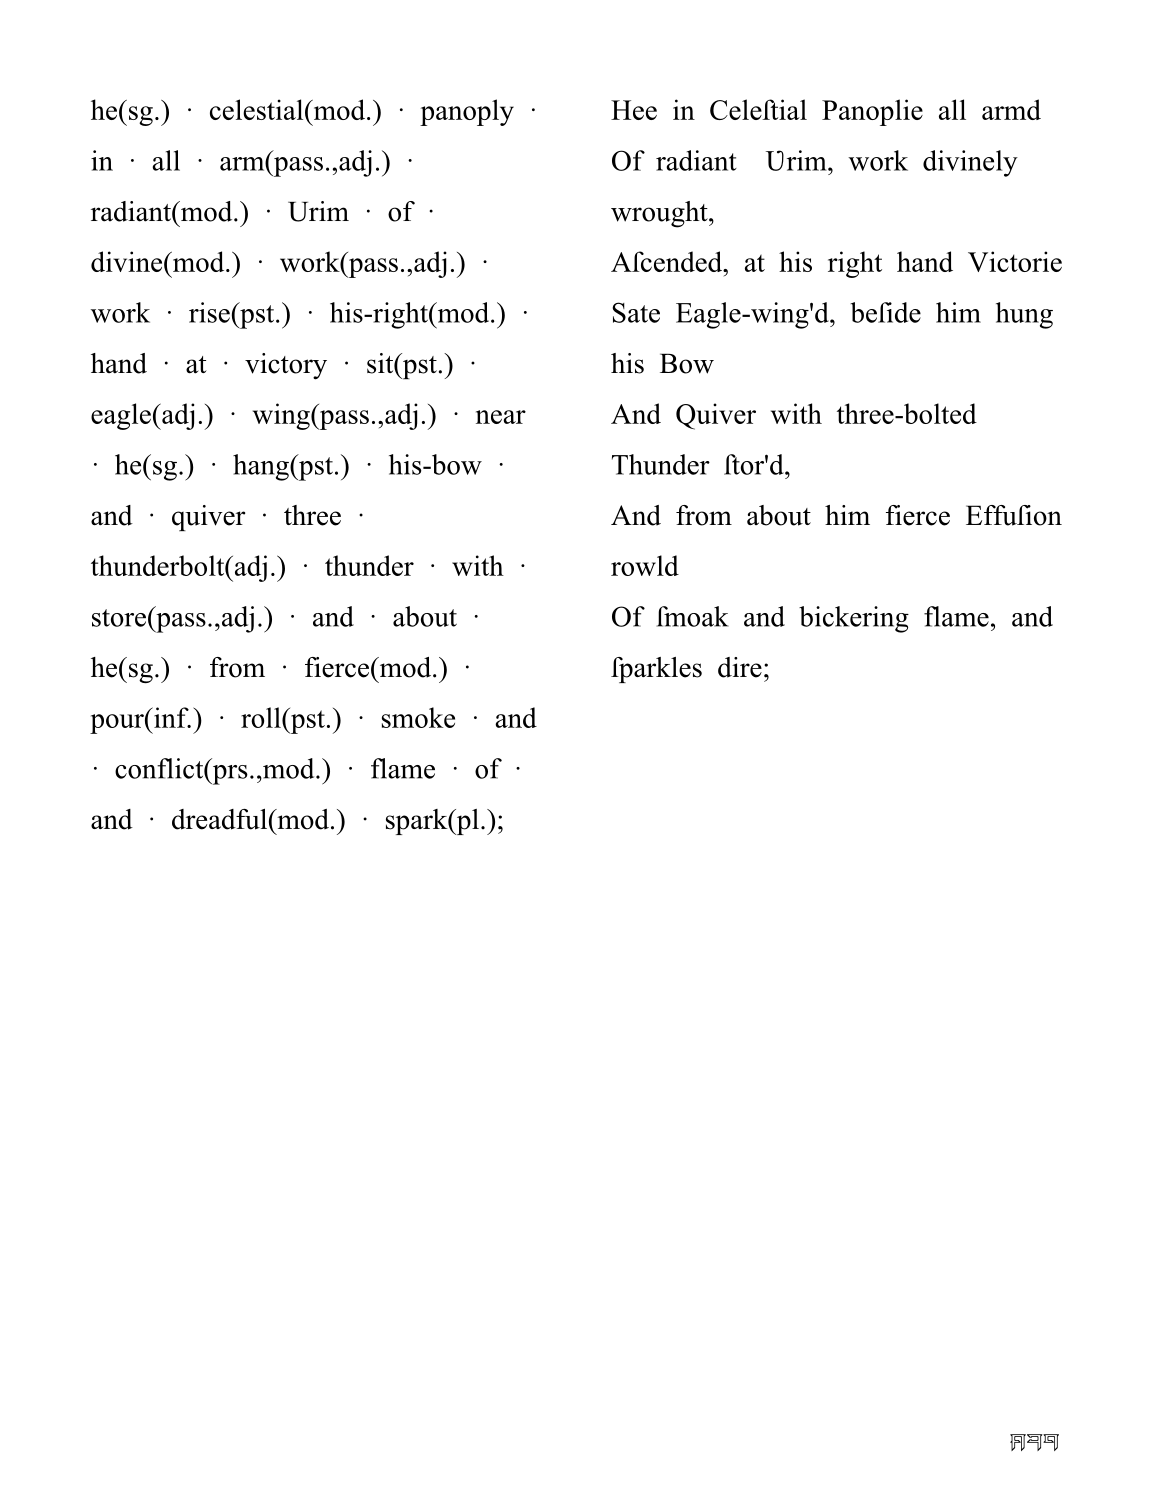 he(sg.) · celestial(mod.) · panoply ·
in · all · arm(pass.,adj.) ·
radiant(mod.) · Urim · of ·
divine(mod.) · work(pass.,adj.) ·
work · rise(pst.) · his-right(mod.) ·
hand · at · victory · sit(pst.) ·
eagle(adj.) · wing(pass.,adj.) · near
· he(sg.) · hang(pst.) · his-bow ·
and · quiver · three ·
thunderbolt(adj.) · thunder · with ·
store(pass.,adj.) · and · about ·
he(sg.) · from · fierce(mod.) ·
pour(inf.) · roll(pst.) · smoke · and
· conflict(prs.,mod.) · flame · of ·
and · dreadful(mod.) · spark(pl.);
Hee in Celeſtial Panoplie all armd
Of radiant Ʋrim, work divinely
wrought,
Aſcended, at his right hand Victorie
Sate Eagle-wing'd, beſide him hung
his Bow
And Quiver with three-bolted
Thunder ſtor'd,
And from about him fierce Effuſion
rowld
Of ſmoak and bickering flame, and
ſparkles dire;